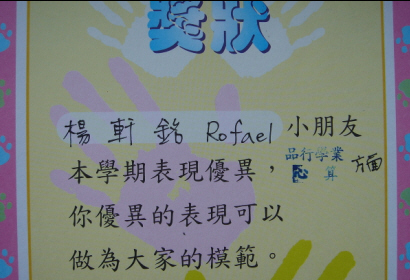 獎狀
楊軒銘 Rofael 小朋友
本學期表現優異，品行學業 心算 方面
你優異的表現可以
做為大家的模範。